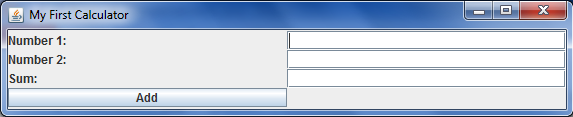 My First Calculator
Number 1:
Number 2:
Sum:
Add